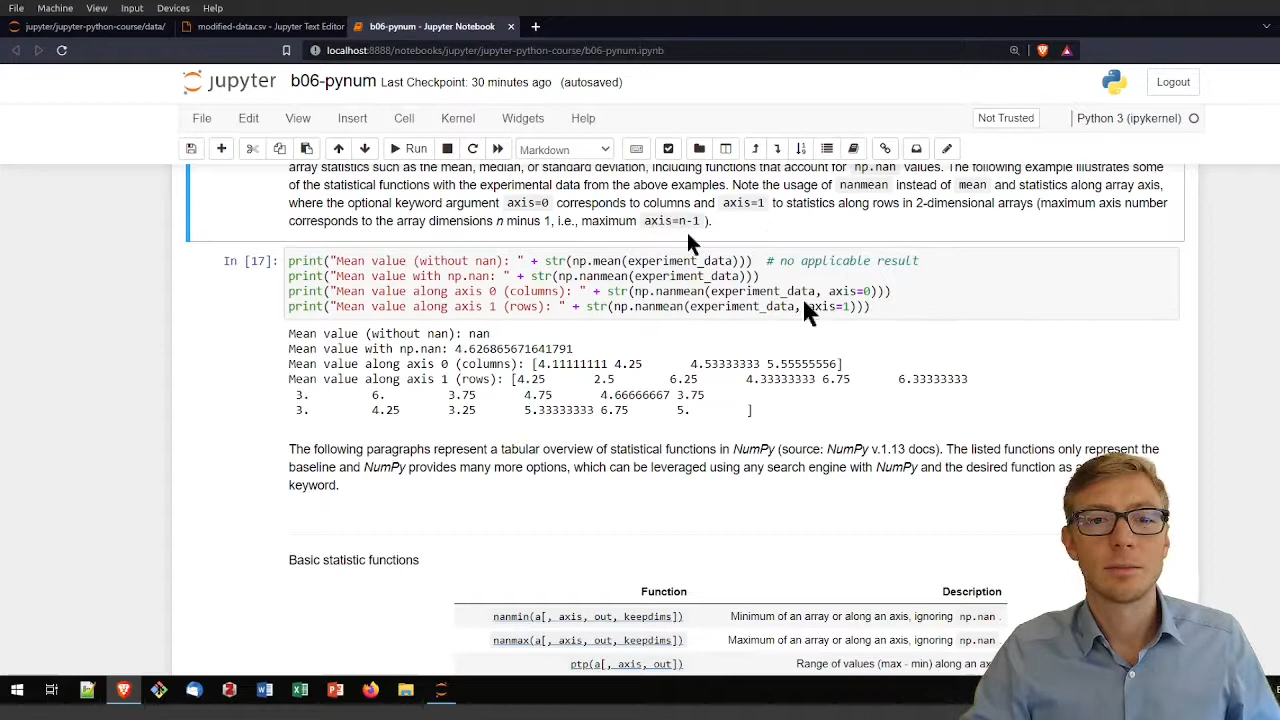 File Machine View Input Devices Help
jupyter/jupyter-python-course/data/ modified-data.csv - Jupyter Text Editor b06-pynum - Jupyter Notebook
localhost:8888/notebooks/jupyter/jupyter-python-course/b06-pynum.ipynb
jupyter b06-pynum Last Checkpoint: 30 minutes ago (autosaved) Logout
File Edit View Insert Cell Kernel Widgets Help Not Trusted Python 3 (ipykernel)
Run Markdown
array statistics such as the mean, median, or standard deviation, including functions that account for np.nan values. The following example illustrates some
of the statistical functions with the experimental data from the above examples. Note the usage of nanmean instead of mean and statistics along array axis,
where the optional keyword argument axis=0 corresponds to columns and axis=1 to statistics along rows in 2-dimensional arrays (maximum axis number
corresponds to the array dimensions n minus 1, i.e., maximum axis=n-1 ).
In [17]: print("Mean value (without nan): " + str(np.mean(experiment_data))) # no applicable result
print("Mean value with np.nan: " + str(np.nanmean(experiment_data)))
print("Mean value along axis 0 (columns): " + str(np.nanmean(experiment_data, axis=0)))
print("Mean value along axis 1 (rows): " + str(np.nanmean(experiment_data, axis=1)))
Mean value (without nan): nan
Mean value with np.nan: 4.626865671641791
Mean value along axis 0 (columns): [4.11111111 4.25 4.53333333 5.55555556]
Mean value along axis 1 (rows): [4.25 2.5 6.25 4.33333333 6.75 6.33333333
3. 6. 3.75 4.75 4.66666667 3.75
3. 4.25 3.25 5.33333333 6.75 5. ]
The following paragraphs represent a tabular overview of statistical functions in NumPy (source: NumPy v.1.13 docs). The listed functions only represent the
baseline and NumPy provides many more options, which can be leveraged using any search engine with NumPy and the desired function as
keyword.
Basic statistic functions
Function Description
nanmin(a[, axis, out, keepdims]) Minimum of an array or along an axis, ignoring np.nan .
nanmax(a[, axis, out, keepdims]) Maximum of an array or along an axis, ignoring np.nan .
ptp(a[, axis, out]) Range of values (max - min) along an